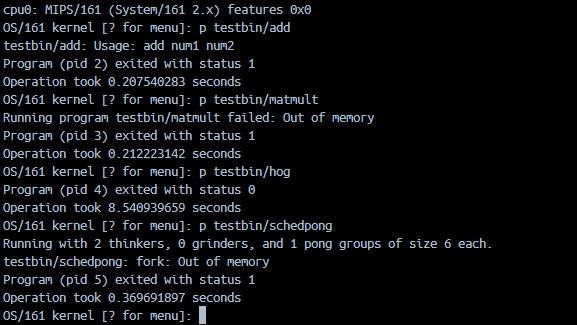 cpu0: MIPS/161 (System/161 2.x) features 0x0
OS/161 kernel [? for menu]: p testbin/add
testbin/add: Usage: add num1 num2
Program (pid 2) exited with status 1
Operation took 0.207540283 seconds
OS/161 kernel [? for menu]: p testbin/matmult
Running program testbin/matmult failed: Out of memory
Program (pid 3) exited with status 1
Operation took 0.212223142 seconds
OS/161 kernel [? for menu]: p testbin/hog
Program (pid 4) exited with status 0
Operation took 8.540939659 seconds
OS/161 kernel [? for menu]: p testbin/schedpong
Running with 2 thinkers, 0 grinders, and 1 pong groups of size 6 each.
testbin/schedpong: fork: Out of memory
Program (pid 5) exited with status 1
Operation took 0.369691897 seconds
OS/161 kernel [? for menu]: